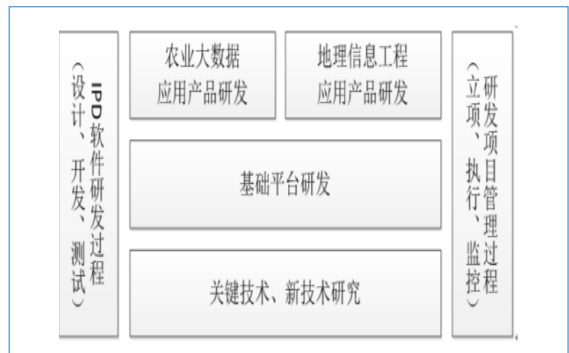 IPD软件研发过程
（设计、开发、测试）
农业大数据
应用产品研发
地理信息工程
应用产品研发
基础平台研发
关键技术、新技术研究
研发项目管理过程
（立项、执行、监控）